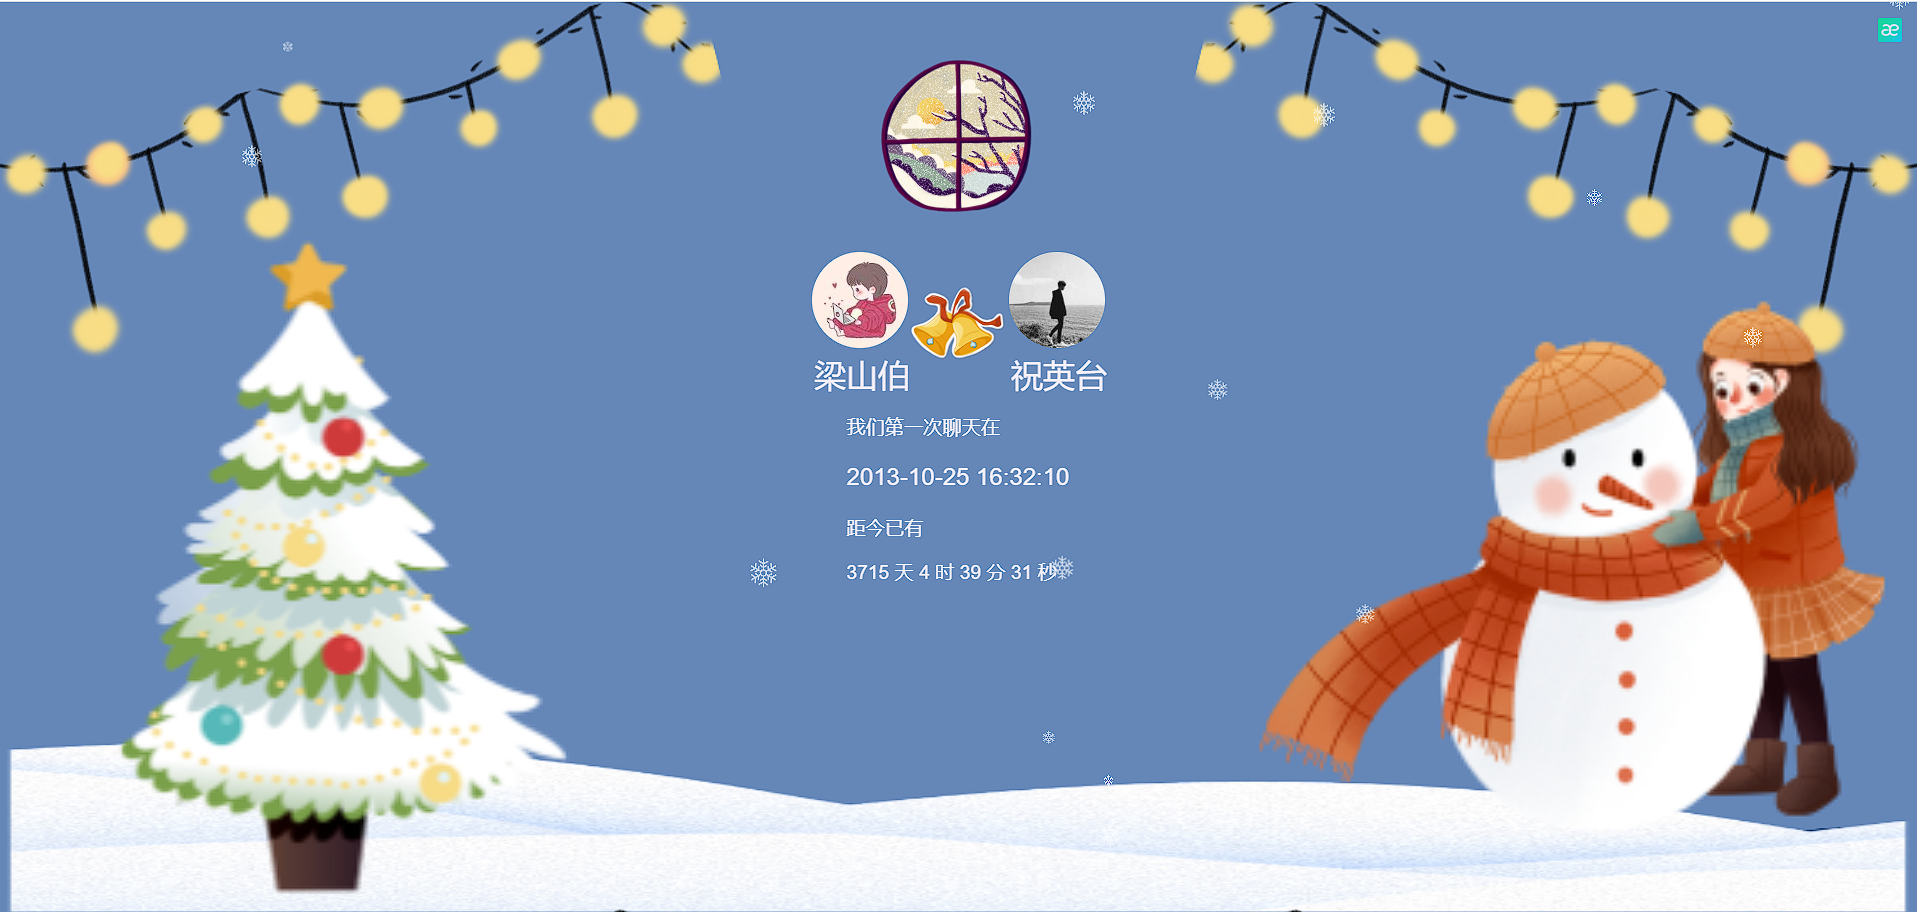 æ
梁山伯
祝英台
我们第一次聊天在
2013-10-25 16:32:10
距今已有
3715 天 4 时 39 分 31 秒